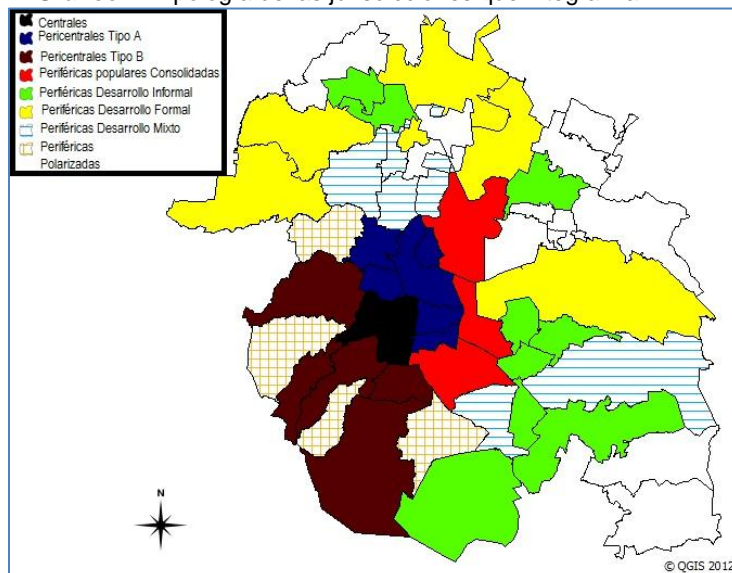 Centrales
Pericentrales Tipo A
Pericentrales Tipo B
Periféricas populares Consolidadas
Periféricas Desarrollo Informal
Periféricas Desarrollo Formal
Periféricas Desarrollo Mixto
Periféricas
Polarizadas
N
© QGIS 2012